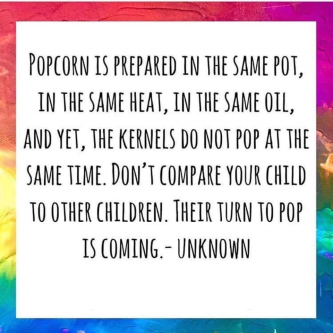 POPCORN IS PREPARED IN THE SAME POT,
IN THE SAME HEAT, IN THE SAME OIL,
AND YET, THE KERNELS DO NOT POP AT THE
SAME TIME. DON'T COMPARE YOUR CHILD
TO OTHER CHILDREN. THEIR TURN TO POP
IS COMING.- UNKNOWN